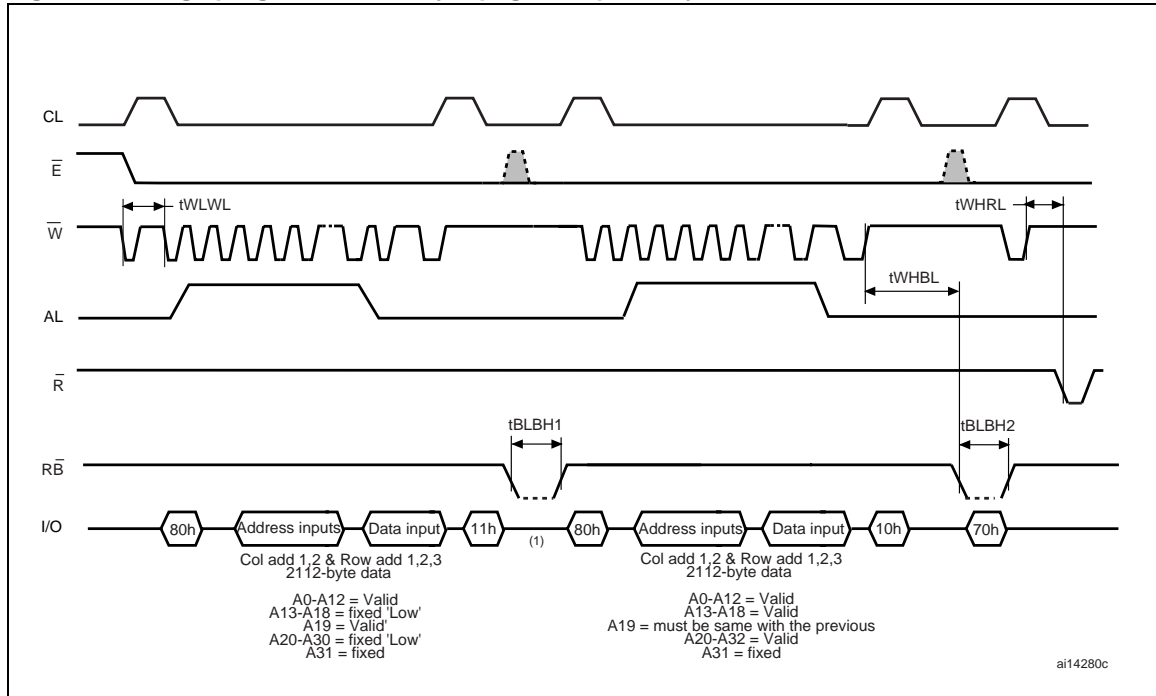 CL
E
tWLWL
tWHRL
W
tWHBL
AL
R
tBLBH1
tBLBH2
RB
I/O
80h
Address inputs
Data input
11h
(1)
80h
Address inputs
Data input
10h
70h
Col add 1,2 & Row add 1,2,3
2112-byte data
A0-A12 = Valid
A13-A18 = fixed 'Low'
A19 = Valid'
A20-A30 = fixed 'Low'
A31 = fixed
Col add 1,2 & Row add 1,2,3
2112-byte data
A0-A12 = Valid
A13-A18 = Valid
A19 = must be same with the previous
A20-A32 = Valid
A31 = fixed
ai14280c